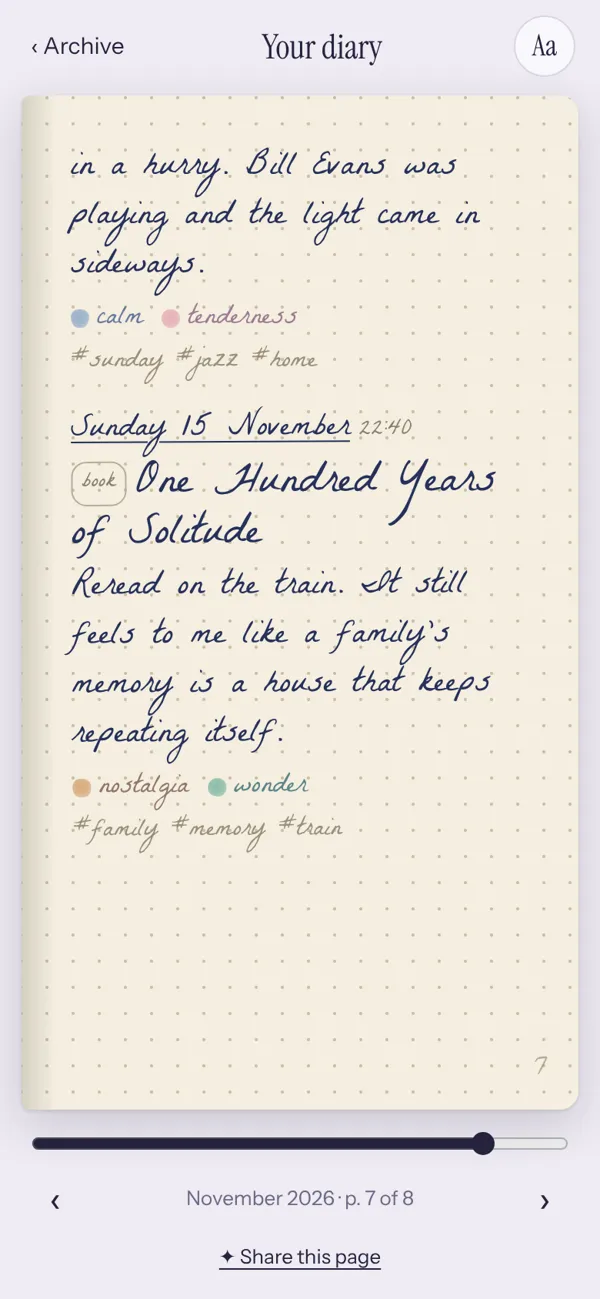 ‹ Archive
Your diary
Aa
in a hurry. Bill Evans was
playing and the light came in
sideways.
calm tenderness
#sunday #jazz #home
Sunday 15 November 22:40
book One Hundred Years
of Solitude
Reread on the train. It still
feels to me like a family's
memory is a house that keeps
repeating itself.
nostalgia wonder
#family #memory #train
7
‹ November 2026 · p. 7 of 8 ›
✦ Share this page